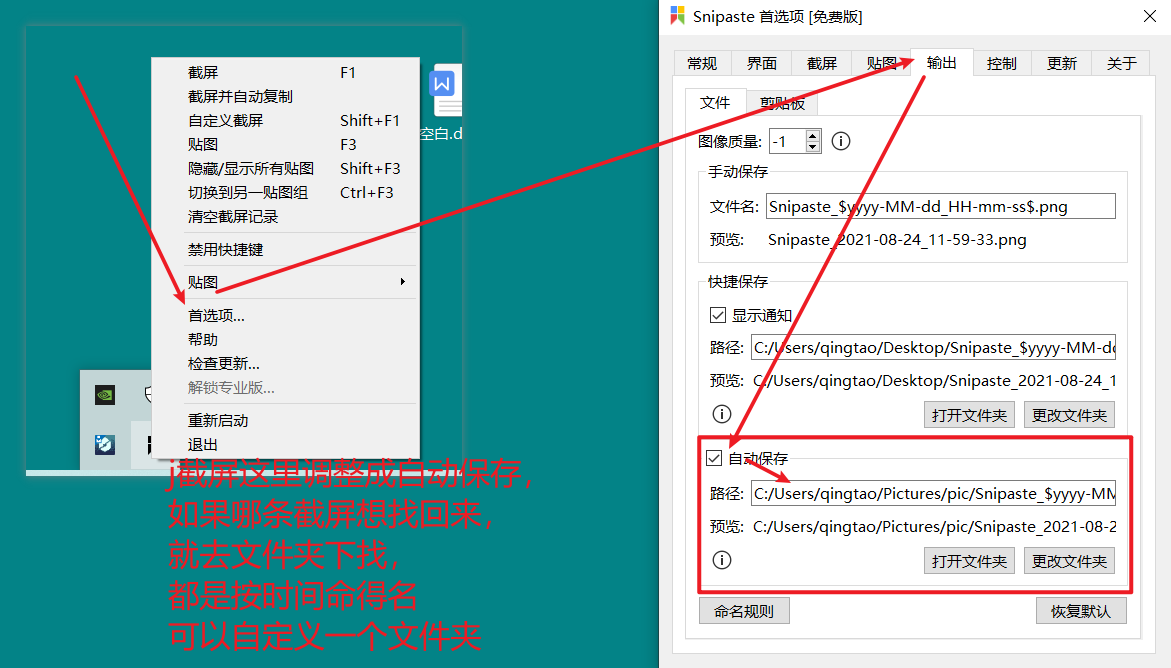 截屏 F1
截屏并自动复制
自定义截屏 Shift+F1
贴图 F3
隐藏/显示所有贴图 Shift+F3
切换到另一贴图组 Ctrl+F3
清空截屏记录
禁用快捷键
贴图
首选项...
帮助
检查更新...
解锁专业版...
重新启动
退出
空白.d
j截屏这里调整成自动保存,
如果哪条截屏想找回来,
就去文件夹下找,
都是按时间命得名
可以自定义一个文件夹
Snipaste 首选项 [免费版]
常规 界面 截屏 贴图 输出 控制 更新 关于
文件 剪贴板
图像质量: -1
手动保存
文件名: Snipaste_$yyyy-MM-dd_HH-mm-ss$.png
预览: Snipaste_2021-08-24_11-59-33.png
快捷保存
显示通知
路径: C:/Users/qingtao/Desktop/Snipaste_$yyyy-MM-dd
预览: C:/Users/qingtao/Desktop/Snipaste_2021-08-24_1
打开文件夹 更改文件夹
自动保存
路径: C:/Users/qingtao/Pictures/pic/Snipaste_$yyyy-MM
预览: C:/Users/qingtao/Pictures/pic/Snipaste_2021-08-2
打开文件夹 更改文件夹
命名规则 恢复默认